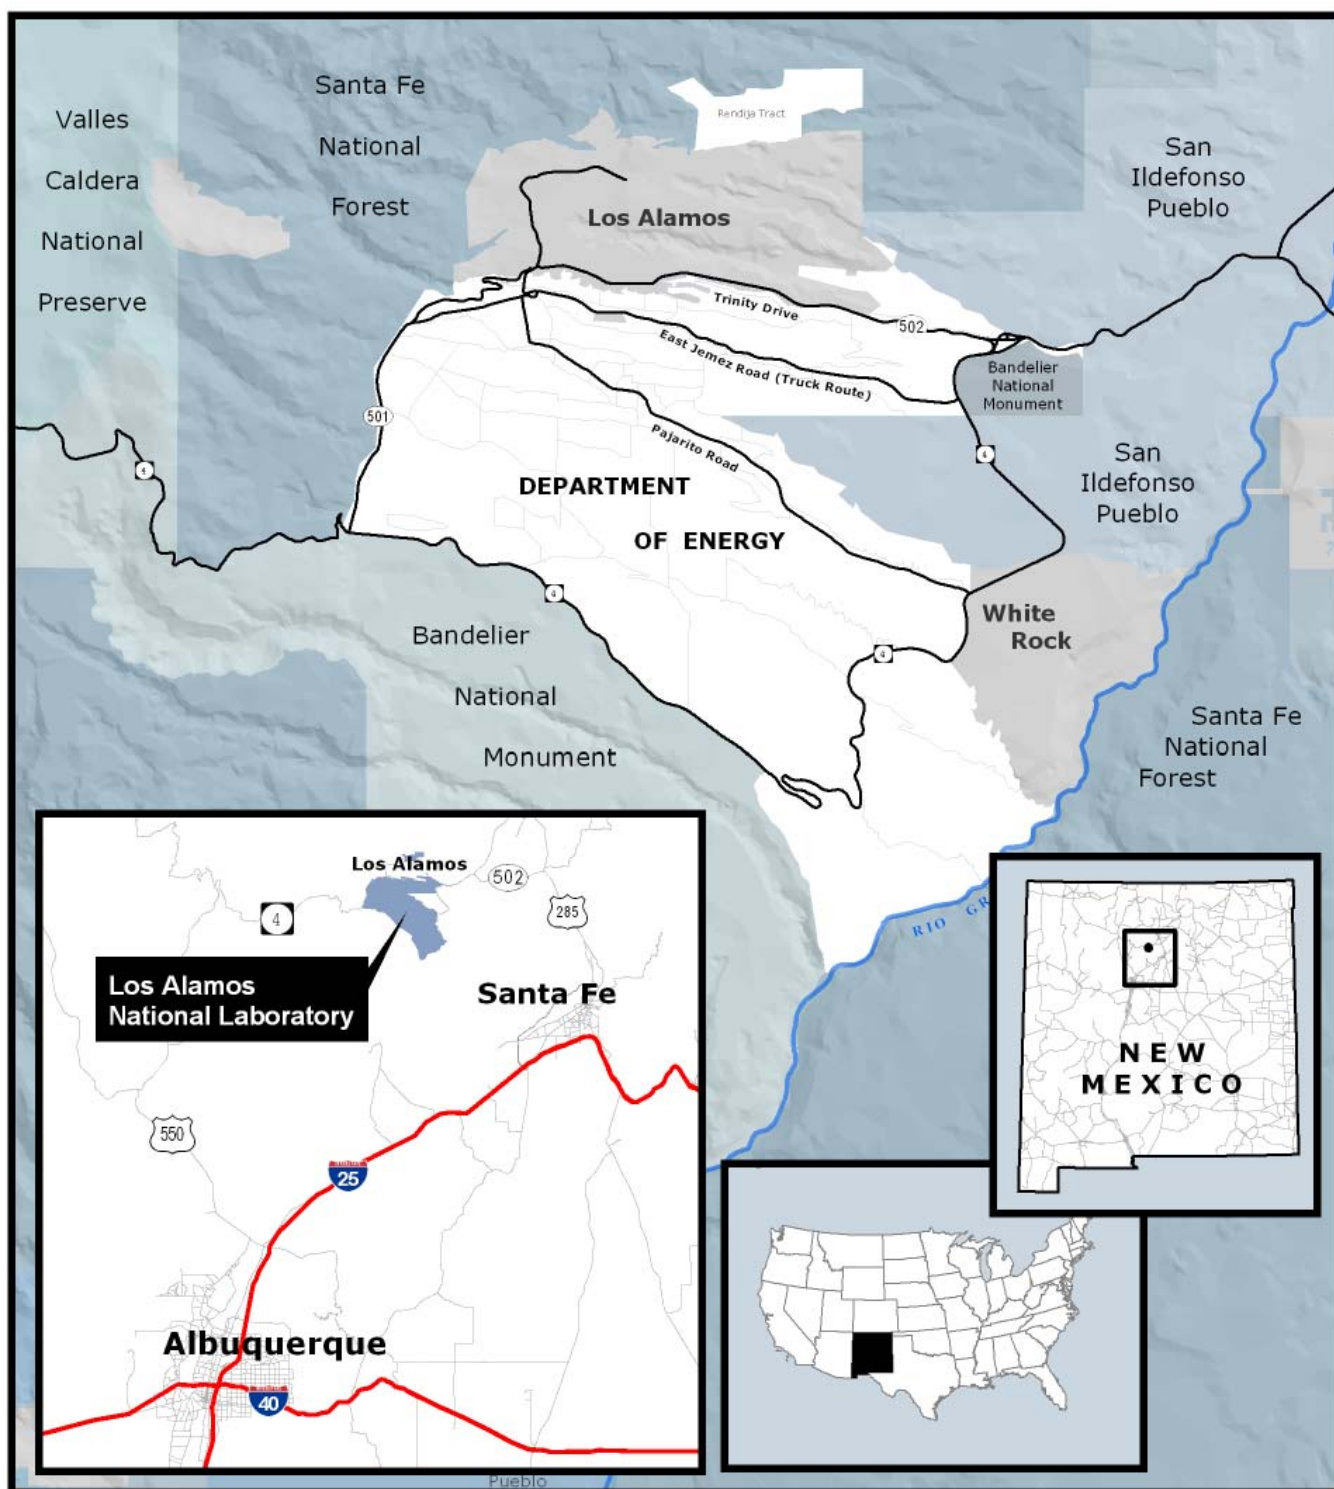 Valles
Caldera
National
Preserve
Santa Fe
National
Forest
Rendija Tract
San
Ildefonso
Pueblo
Los Alamos
Trinity Drive
502
East Jemez Road (Truck Route)
Bandelier
National
Monument
501
Pajarito Road
4
4
San
Ildefonso
Pueblo
DEPARTMENT
OF ENERGY
4
White
Rock
4
Bandelier
National
Monument
Santa Fe
National
Forest
RIO GR
Los Alamos
502
4
285
Los Alamos
National Laboratory
Santa Fe
550
25
Albuquerque
40
NEW
MEXICO
Pueblo